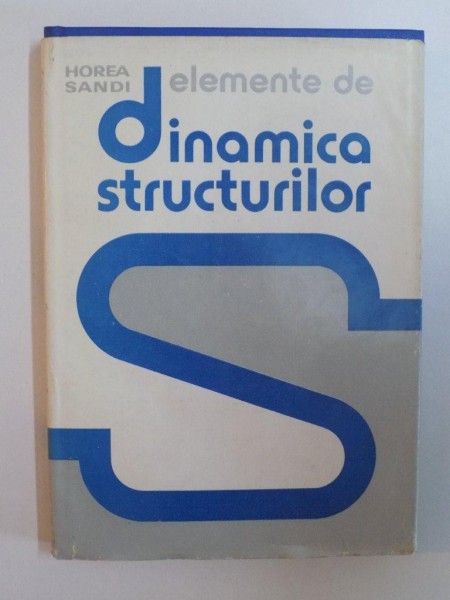 HOREA
SANDI
elemente de
dinamica
structurilor